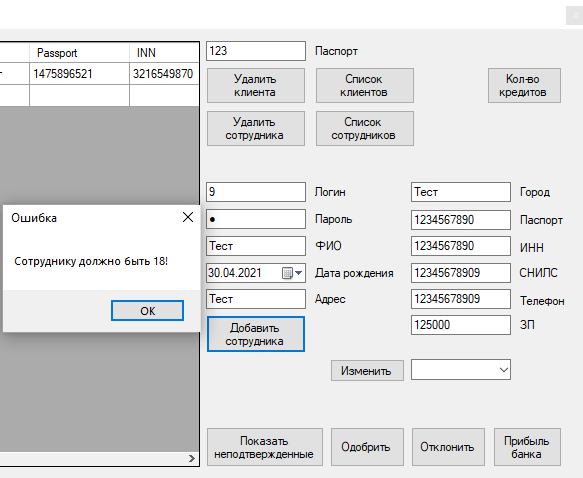 Passport INN
1475896521 3216549870
123 Паспорт
Удалить
клиента
Список
клиентов
Кол-во
кредитов
Удалить
сотрудника
Список
сотрудников
9 Логин Тест Город
● Пароль 1234567890 Паспорт
Тест ФИО 1234567890 ИНН
30.04.2021 Дата рождения 12345678909 СНИЛС
Тест Адрес 12345678909 Телефон
125000 ЗП
Ошибка
Сотруднику должно быть 18!
OK
Добавить
сотрудника
Изменить
Показать
неподтвержденные
Одобрить
Отклонить
Прибыль
банка